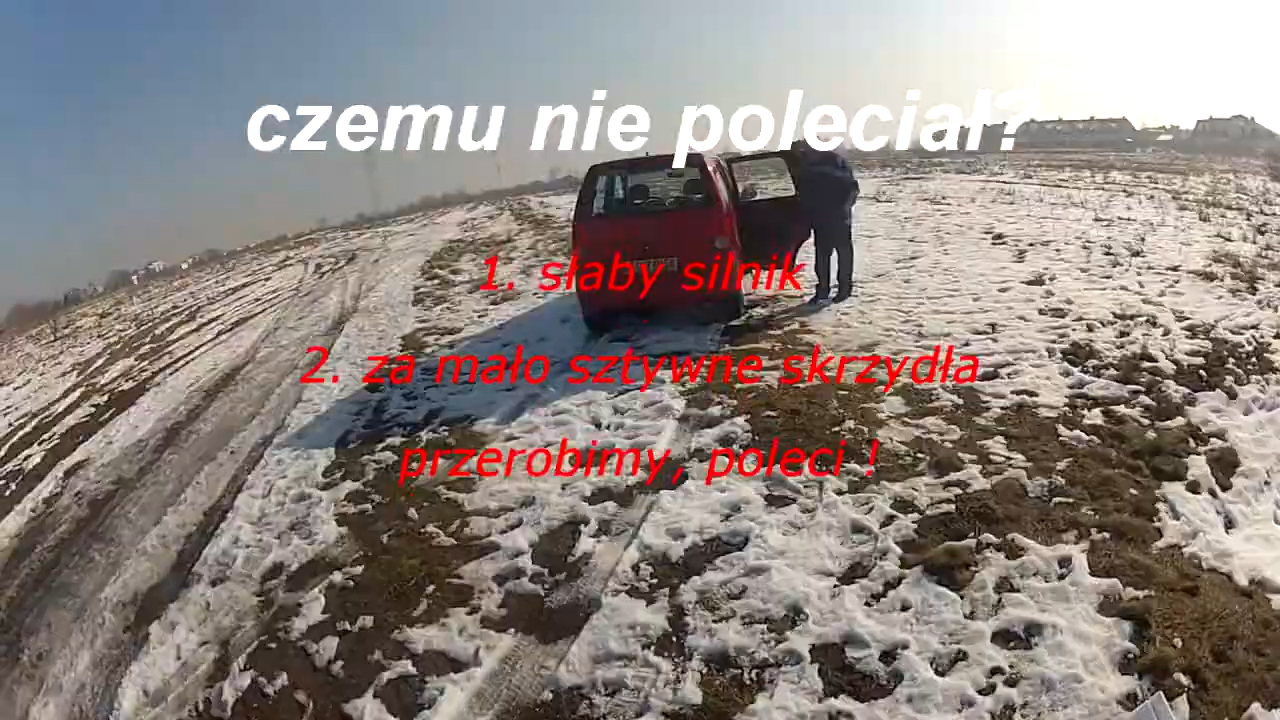 czemu nie poleciał?
1. słaby silnik
2. za mało sztywne skrzydła
przerobimy, poleci !